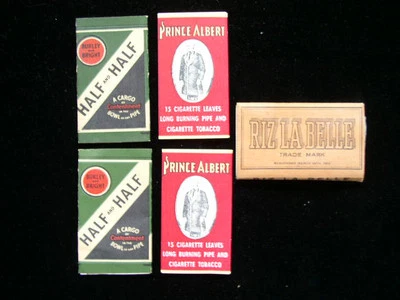 BURLEY
AND
BRIGHT
HALF AND HALF
A CARGO
OF
Contentment
IN THE
BOWL OF ANY PIPE
PRINCE ALBERT
15 CIGARETTE LEAVES
LONG BURNING PIPE AND
CIGARETTE TOBACCO
RIZ LA BELLE
TRADE MARK
BURLEY
AND
BRIGHT
HALF AND HALF
A CARGO
OF
Contentment
IN THE
BOWL OF ANY PIPE
PRINCE ALBERT
15 CIGARETTE LEAVES
LONG BURNING PIPE AND
CIGARETTE TOBACCO